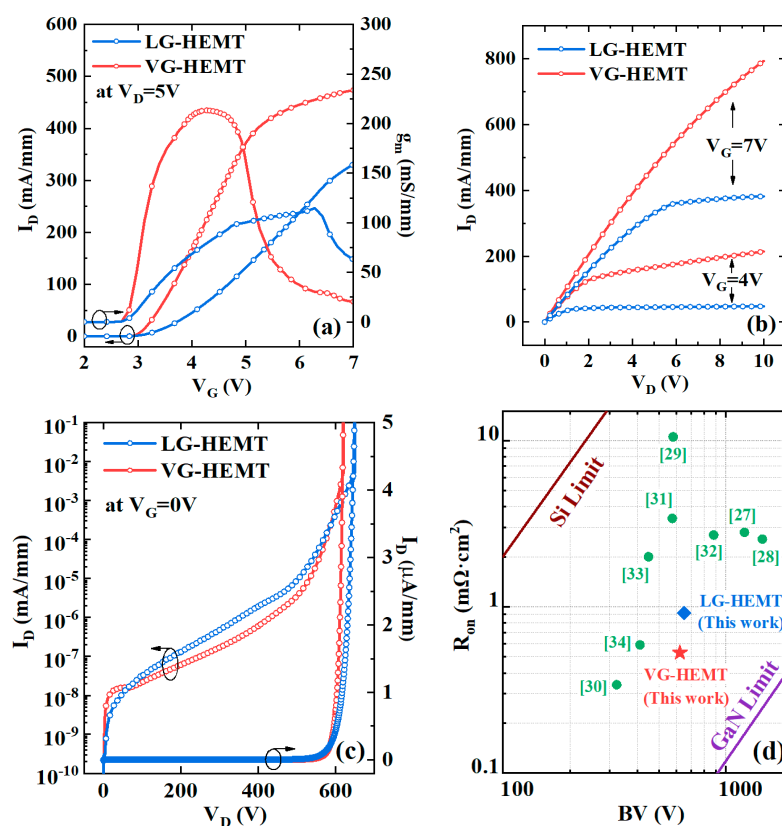 LG-HEMT
VG-HEMT
at V_D=5V
I_D (mA/mm)
600
500
400
300
200
100
0
g_m (mS/mm)
300
250
200
150
100
50
0
-50
2 3 4 5 6 7
V_G (V)
(a)
LG-HEMT
VG-HEMT
I_D (mA/mm)
800
600
400
200
0
V_G=7V
V_G=4V
0 2 4 6 8 10
V_D (V)
(b)
LG-HEMT
VG-HEMT
at V_G=0V
I_D (mA/mm)
10⁻¹
10⁻²
10⁻³
10⁻⁴
10⁻⁵
10⁻⁶
10⁻⁷
10⁻⁸
10⁻⁹
10⁻¹⁰
I_D (μA/mm)
5
4
3
2
1
0
0 200 400 600
V_D (V)
(c)
R_on (mΩ·cm²)
10
1
0.1
Si Limit
[29]
[31]
[27]
[32]
[28]
[33]
LG-HEMT
(This work)
[34]
VG-HEMT
(This work)
[30]
GaN Limit
100 1000
BV (V)
(d)